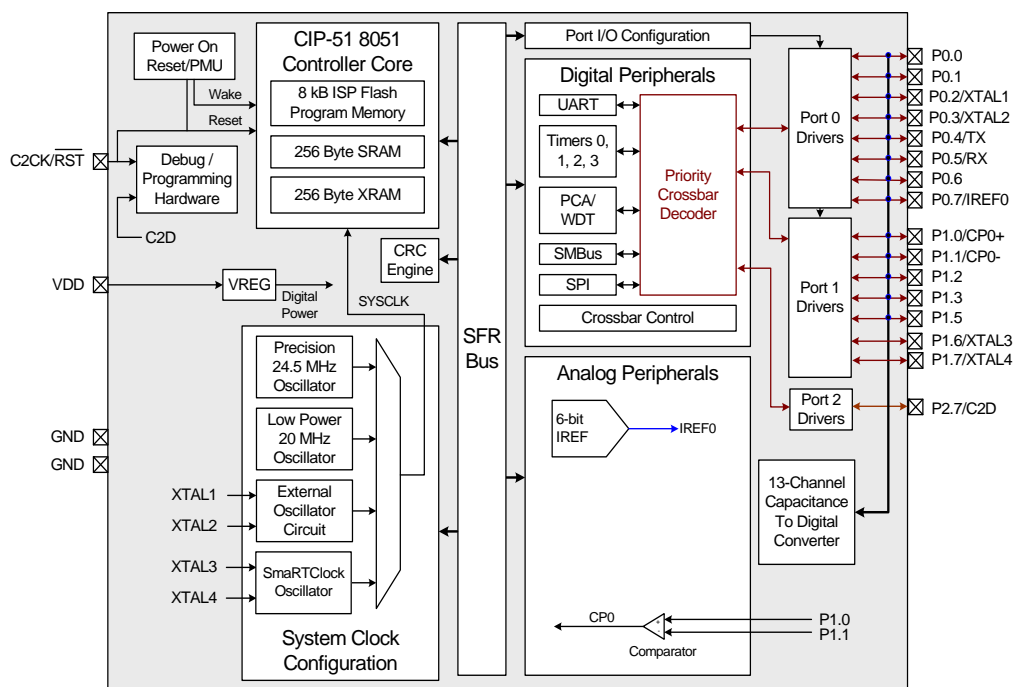 Power On
Reset/PMU
Wake
Reset
C2CK/RST
Debug /
Programming
Hardware
C2D
VDD
VREG
Digital
Power
GND
GND
CIP-51 8051
Controller Core
8 kB ISP Flash
Program Memory
256 Byte SRAM
256 Byte XRAM
CRC
Engine
SYSCLK
Precision
24.5 MHz
Oscillator
Low Power
20 MHz
Oscillator
XTAL1
XTAL2
External
Oscillator
Circuit
XTAL3
XTAL4
SmaRTClock
Oscillator
System Clock
Configuration
SFR
Bus
Port I/O Configuration
Digital Peripherals
UART
Timers 0,
1, 2, 3
PCA/
WDT
SMBus
SPI
Priority
Crossbar
Decoder
Crossbar Control
Analog Peripherals
6-bit
IREF
IREF0
CP0
+
-
Comparator
P1.0
P1.1
Port 0
Drivers
Port 1
Drivers
Port 2
Drivers
13-Channel
Capacitance
To Digital
Converter
P0.0
P0.1
P0.2/XTAL1
P0.3/XTAL2
P0.4/TX
P0.5/RX
P0.6
P0.7/IREF0
P1.0/CP0+
P1.1/CP0-
P1.2
P1.3
P1.5
P1.6/XTAL3
P1.7/XTAL4
P2.7/C2D